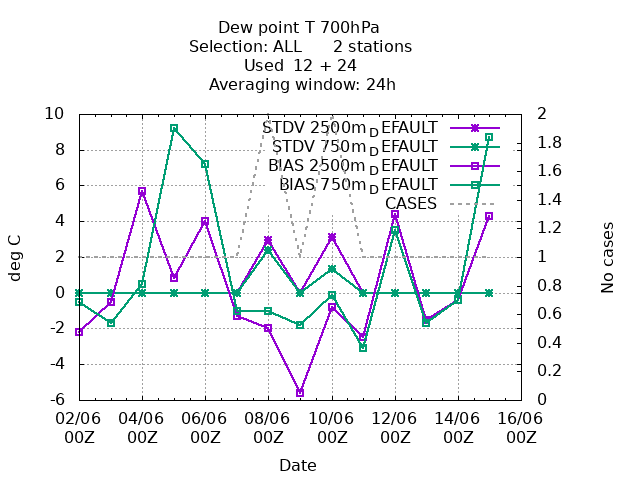 Dew point T 700hPa
Selection: ALL 2 stations
Used 12 + 24
Averaging window: 24h
STDV 2500m_DEFAULT
STDV 750m_DEFAULT
BIAS 2500m_DEFAULT
BIAS 750m_DEFAULT
CASES
deg C
10
8
6
4
2
0
-2
-4
-6
No cases
2
1.8
1.6
1.4
1.2
1
0.8
0.6
0.4
0.2
0
02/06 04/06 06/06 08/06 10/06 12/06 14/06 16/06
00Z 00Z 00Z 00Z 00Z 00Z 00Z 00Z
Date